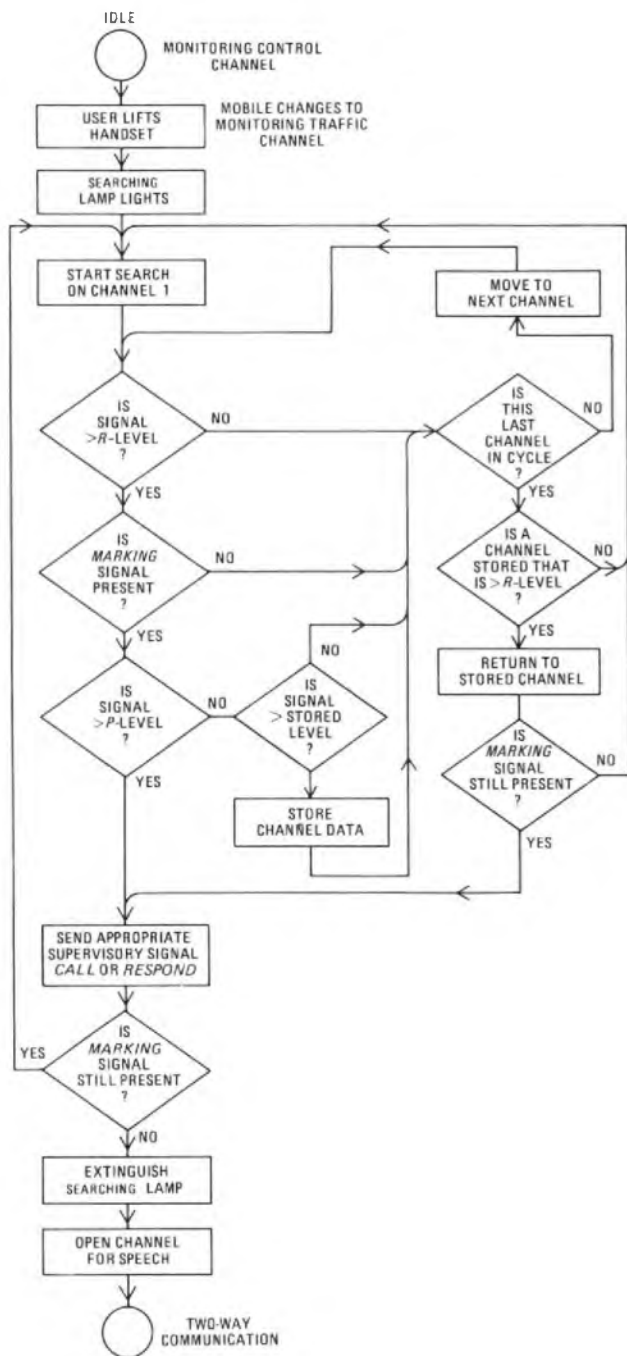 IDLE
MONITORING CONTROL
CHANNEL
USER LIFTS
HANDSET
MOBILE CHANGES TO
MONITORING TRAFFIC
CHANNEL
SEARCHING
LAMP LIGHTS
START SEARCH
ON CHANNEL 1
MOVE TO
NEXT CHANNEL
IS
SIGNAL
>R-LEVEL
?
NO
YES
IS
THIS
LAST
CHANNEL
IN CYCLE
?
NO
YES
IS
MARKING
SIGNAL
PRESENT
?
NO
YES
IS A
CHANNEL
STORED THAT
IS >R-LEVEL
?
NO
YES
IS
SIGNAL
>P-LEVEL
?
NO
YES
IS
SIGNAL
> STORED
LEVEL
?
NO
STORE
CHANNEL DATA
RETURN TO
STORED CHANNEL
IS
MARKING
SIGNAL
STILL PRESENT
?
NO
YES
SEND APPROPRIATE
SUPERVISORY SIGNAL
CALL OR RESPOND
IS
MARKING
SIGNAL
STILL PRESENT
?
YES
NO
EXTINGUISH
SEARCHING LAMP
OPEN CHANNEL
FOR SPEECH
TWO-WAY
COMMUNICATION